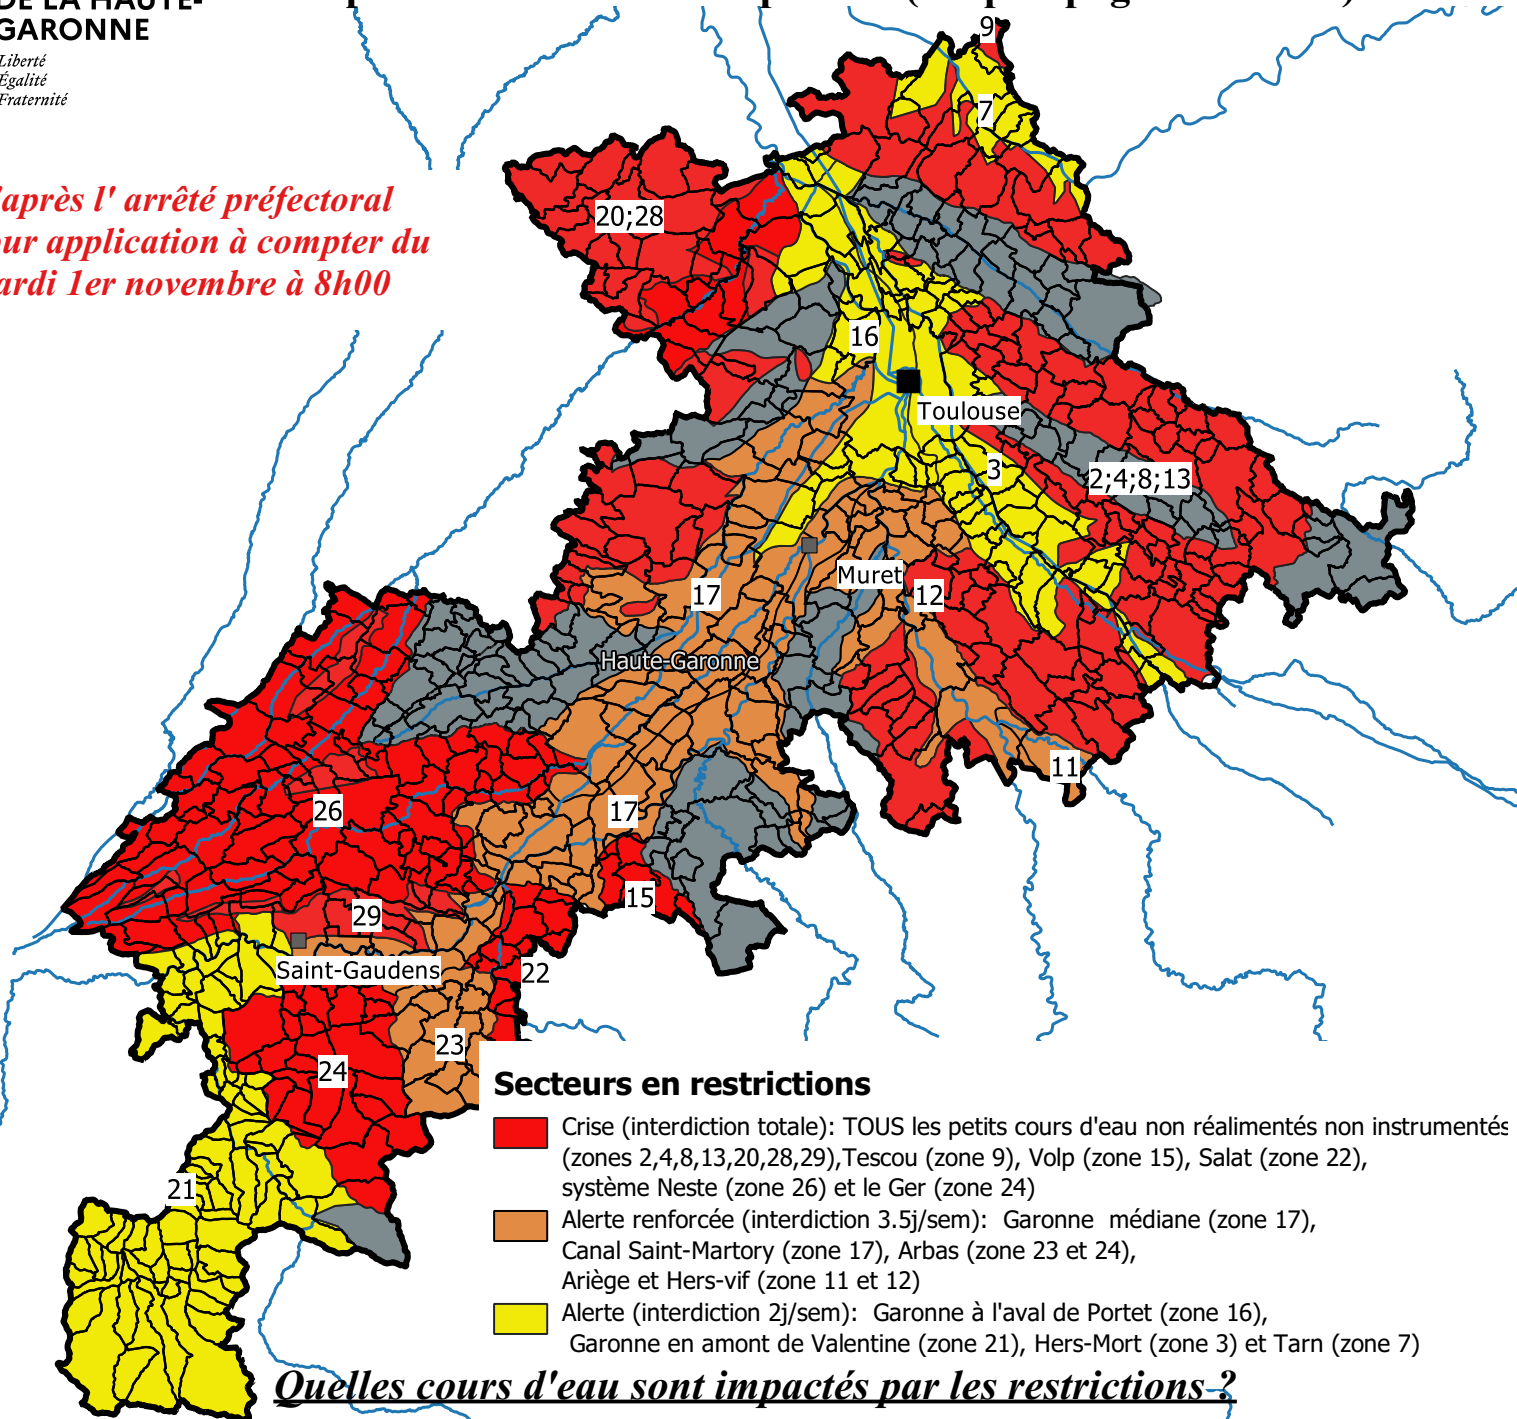 GARONNE
Liberté
Égalité
Fraternité
'après l' arrêté préfectoral
our application à compter du
ardi 1er novembre à 8h00
9
7
20;28
16
Toulouse
3
2;4;8;13
Muret
17
12
Haute-Garonne
11
26
17
15
29
Saint-Gaudens
22
23
24
21
Secteurs en restrictions
Crise (interdiction totale): TOUS les petits cours d'eau non réalimentés non instrumentés
(zones 2,4,8,13,20,28,29),Tescou (zone 9), Volp (zone 15), Salat (zone 22),
système Neste (zone 26) et le Ger (zone 24)
Alerte renforcée (interdiction 3.5j/sem): Garonne médiane (zone 17),
Canal Saint-Martory (zone 17), Arbas (zone 23 et 24),
Ariège et Hers-vif (zone 11 et 12)
Alerte (interdiction 2j/sem): Garonne à l'aval de Portet (zone 16),
Garonne en amont de Valentine (zone 21), Hers-Mort (zone 3) et Tarn (zone 7)
Quelles cours d'eau sont impactés par les restrictions ?